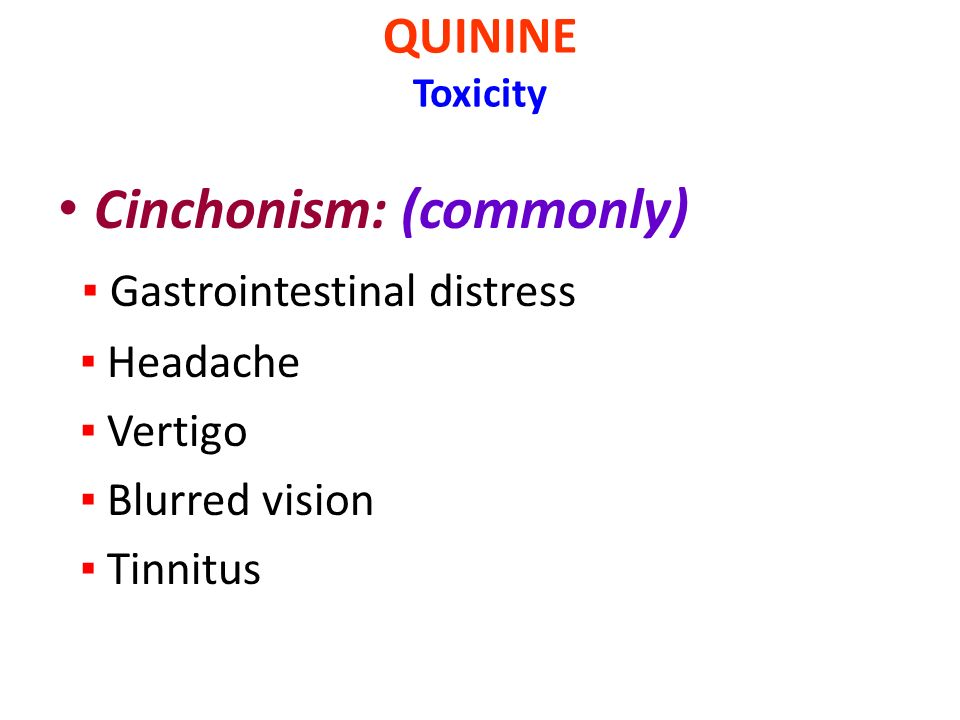 QUININE
Toxicity
• Cinchonism: (commonly)
▪ Gastrointestinal distress
▪ Headache
▪ Vertigo
▪ Blurred vision
▪ Tinnitus